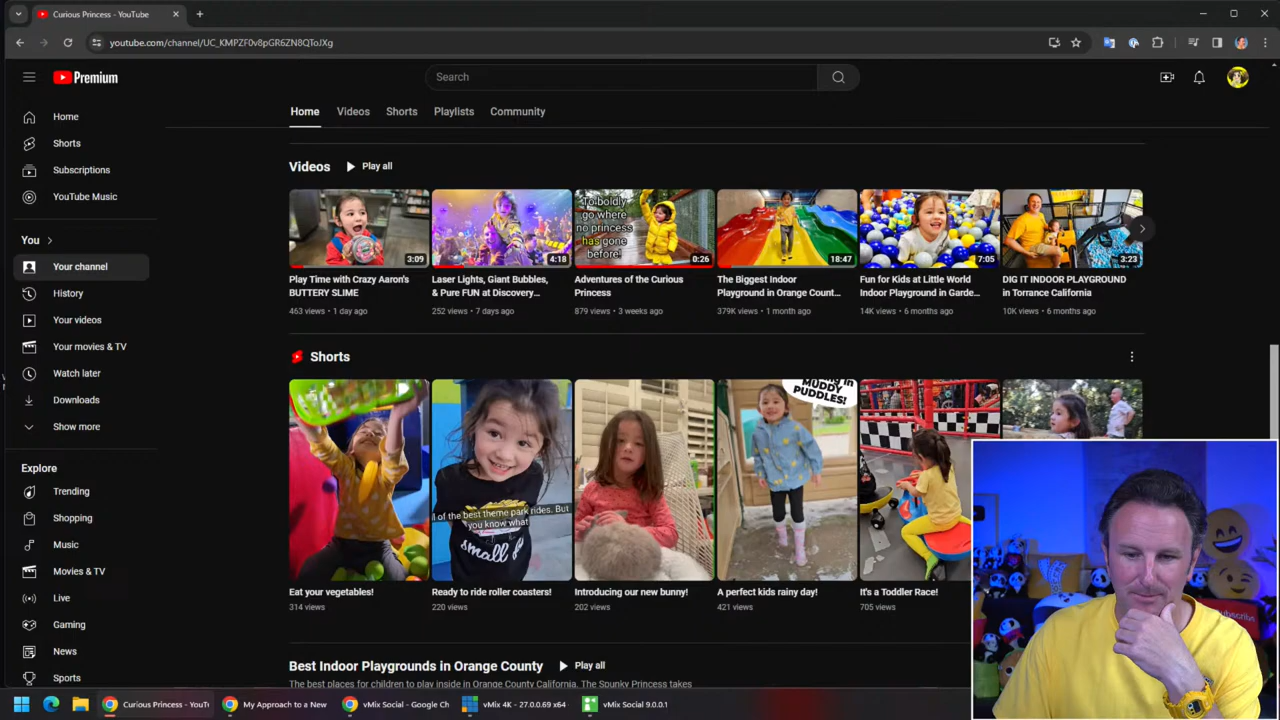 Curious Princess - YouTube
youtube.com/channel/UC_KMPZF0v8pGR6ZN8QToJXg
Premium
Search
Home
Shorts
Subscriptions
YouTube Music
You
Your channel
History
Your videos
Your movies & TV
Watch later
Downloads
Show more
Explore
Trending
Shopping
Music
Movies & TV
Live
Gaming
News
Sports
Home Videos Shorts Playlists Community
Videos Play all
3:09
Play Time with Crazy Aaron's
BUTTERY SLIME
463 views • 1 day ago
4:18
Laser Lights, Giant Bubbles,
& Pure FUN at Discovery...
252 views • 7 days ago
To boldly
go where
no princess
has gone
before!
0:26
Adventures of the Curious
Princess
879 views • 3 weeks ago
18:47
The Biggest Indoor
Playground in Orange Count...
379K views • 1 month ago
7:05
Fun for Kids at Little World
Indoor Playground in Garde...
14K views • 6 months ago
3:23
DIG IT INDOOR PLAYGROUND
in Torrance California
10K views • 6 months ago
Shorts
Eat your vegetables!
314 views
of the best theme park rides. But
you know what
small
Ready to ride roller coasters!
220 views
Introducing our new bunny!
202 views
MUDDY
PUDDLES!
A perfect kids rainy day!
421 views
It's a Toddler Race!
705 views
Best Indoor Playgrounds in Orange County Play all
The best places for children to play inside in Orange County California. The Spunky Princess takes
Curious Princess - YouT
My Approach to a New
vMix Social - Google Ch
vMix 4K - 27.0.0.69 x64
vMix Social 9.0.0.1